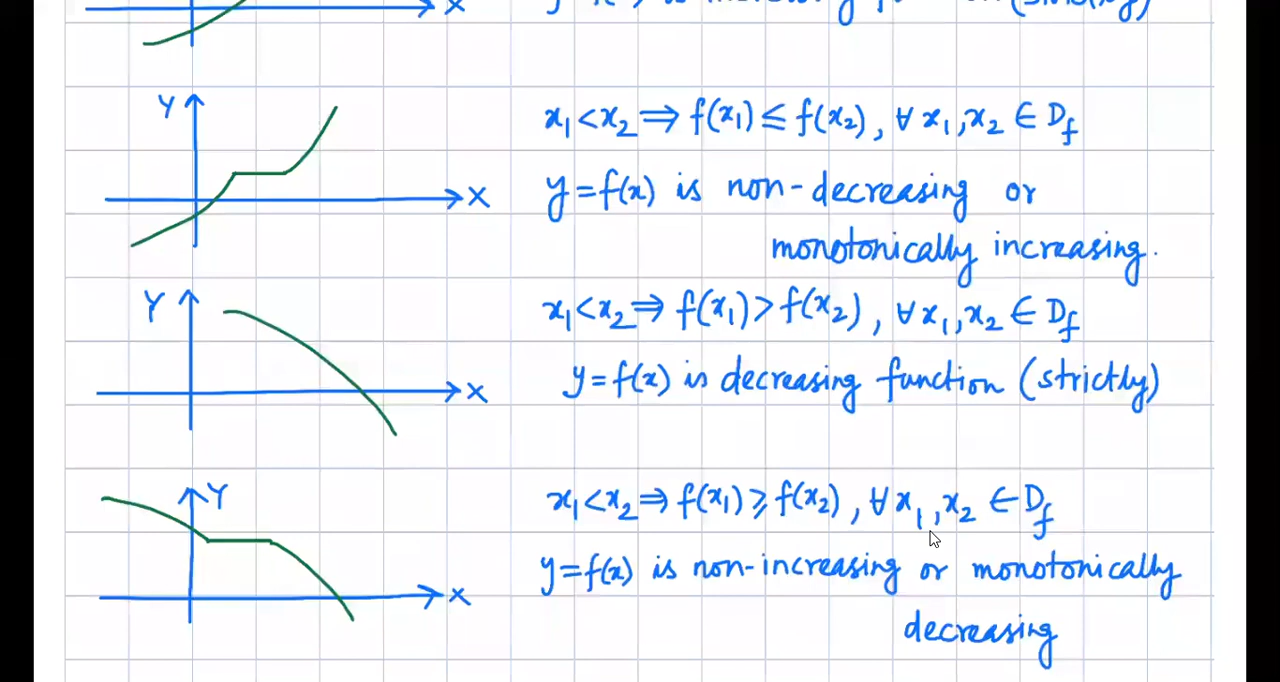 X
Y
X
x₁<x₂ ⇒ f(x₁) ≤ f(x₂), ∀ x₁,x₂ ∈ D_f
y=f(x) is non-decreasing or
monotonically increasing.
Y
X
x₁<x₂ ⇒ f(x₁) > f(x₂), ∀ x₁,x₂ ∈ D_f
y=f(x) is decreasing function (strictly)
Y
X
x₁<x₂ ⇒ f(x₁) ⩾ f(x₂), ∀ x₁,x₂ ∈ D_f
y=f(x) is non-increasing or monotonically
decreasing